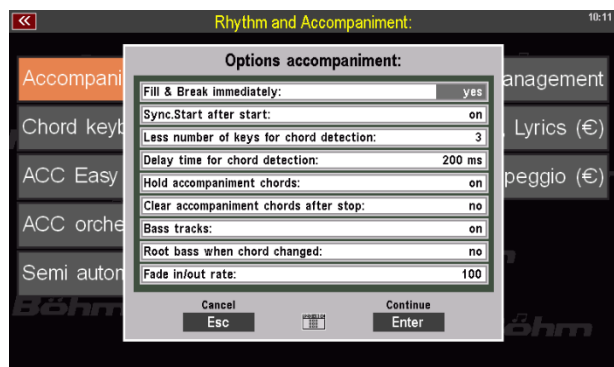 Rhythm and Accompaniment: 10:11
Options accompaniment:
Accompani anagement
Fill & Break immediately: yes
Sync.Start after start: on
Chord keyb Lyrics (€)
Less number of keys for chord detection: 3
Delay time for chord detection: 200 ms
ACC Easy peggio (€)
Hold accompaniment chords: on
Clear accompaniment chords after stop: no
ACC orche
Bass tracks: on
Root bass when chord changed: no
Semi auton
Fade in/out rate: 100
Cancel Continue
Esc Enter
Böhm öhm